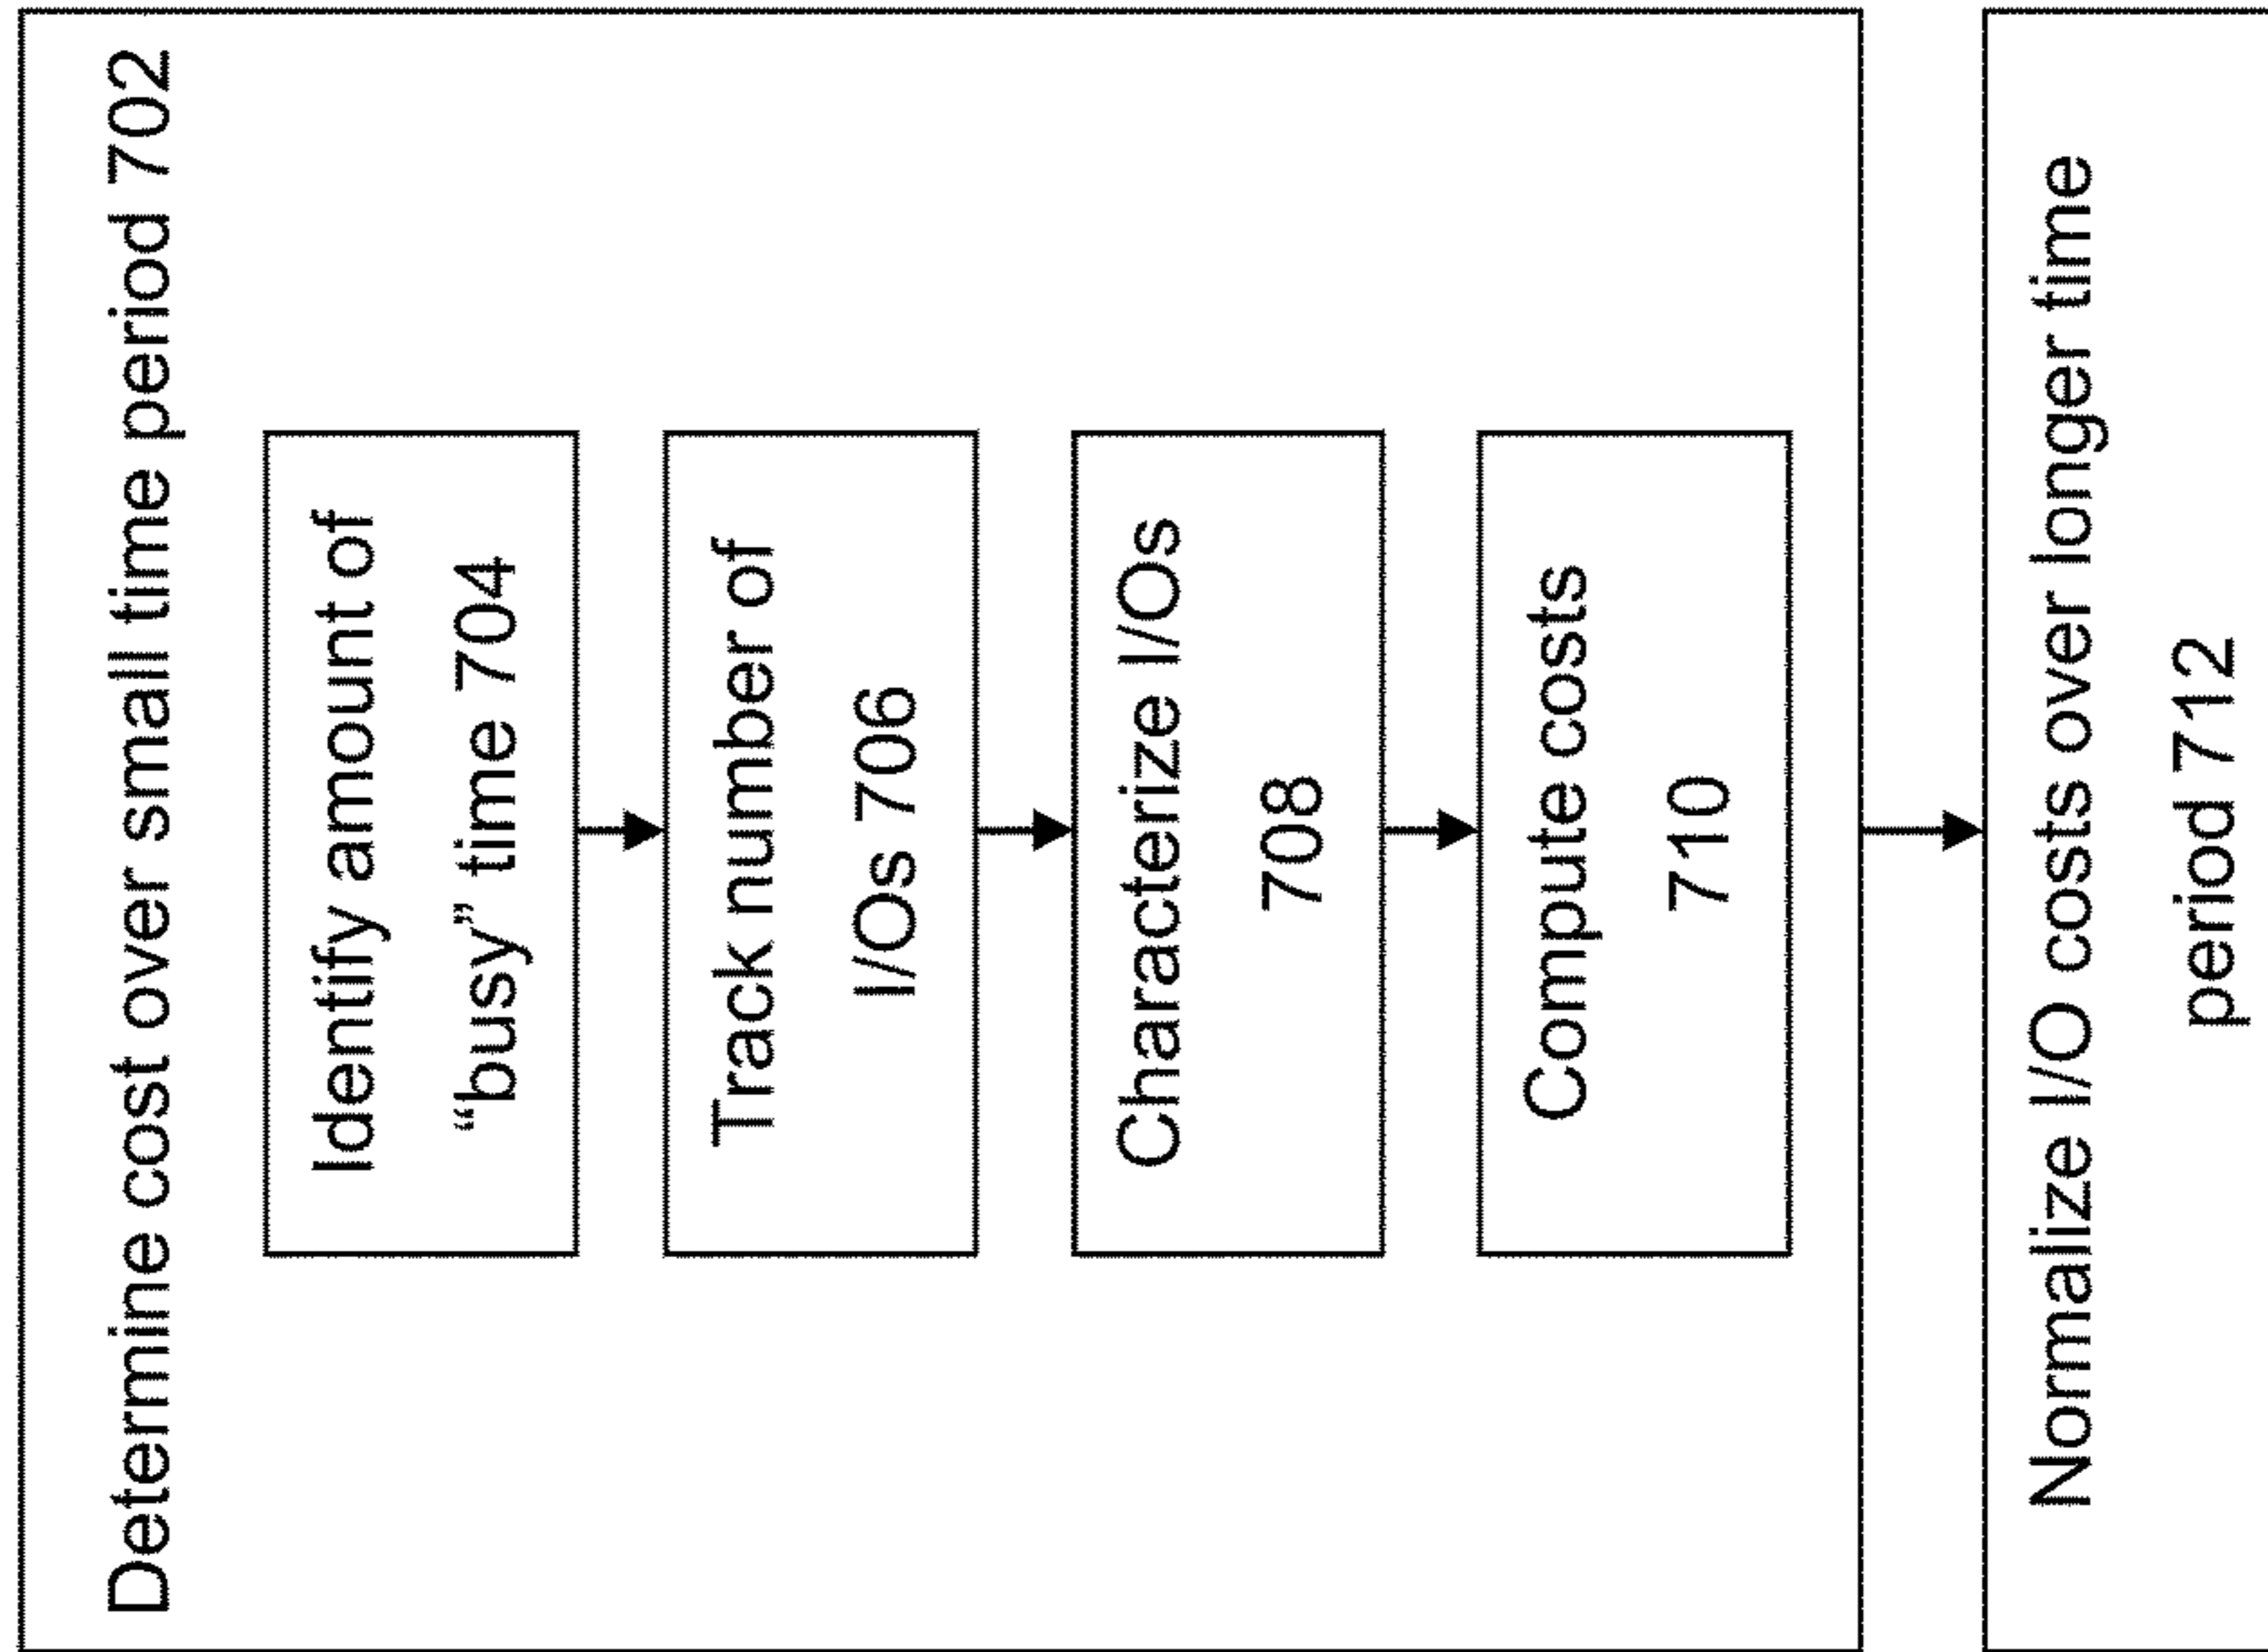 Determine cost over small time period 702
Identify amount of
“busy” time 704
Track number of
I/Os 706
Characterize I/Os
708
Compute costs
710
Normalize I/O costs over longer time
period 712